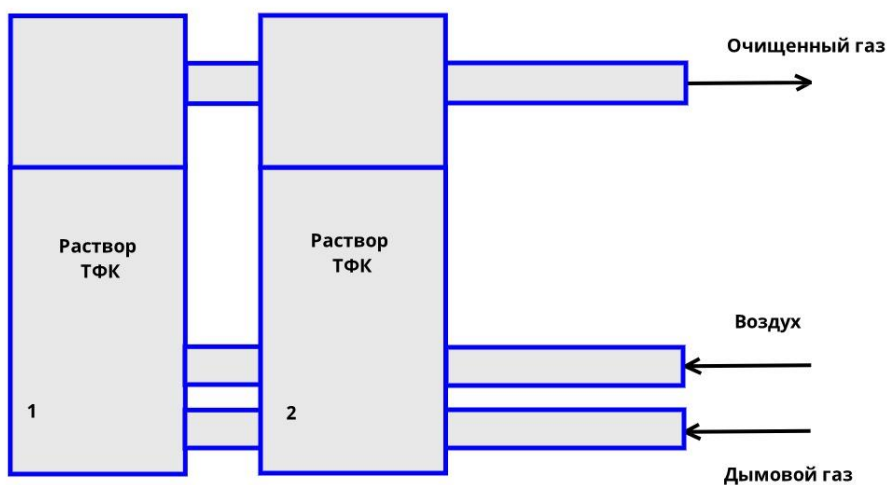 Очищенный газ
Раствор
ТФК
Раствор
ТФК
Воздух
1
2
Дымовой газ